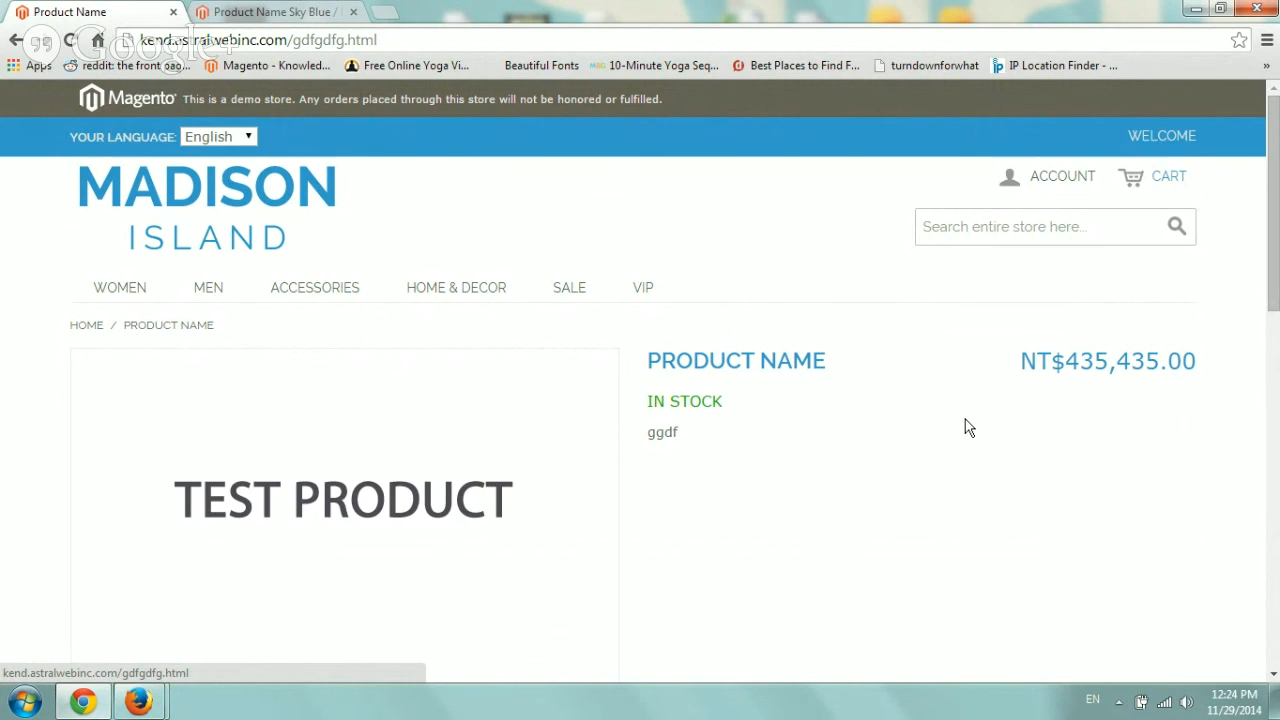 Product Name
Product Name Sky Blue /
Google+
kend.astralwebinc.com/gdfgdfg.html
Apps
reddit: the front pag...
Magento - Knowled...
Free Online Yoga Vi...
Beautiful Fonts
10-Minute Yoga Seq...
Best Places to Find F...
turndownforwhat
IP Location Finder - ...
»
Magento
This is a demo store. Any orders placed through this store will not be honored or fulfilled.
YOUR LANGUAGE: English
WELCOME
MADISON
ISLAND
ACCOUNT
CART
Search entire store here...
WOMEN MEN ACCESSORIES HOME & DECOR SALE VIP
HOME / PRODUCT NAME
PRODUCT NAME
NT$435,435.00
IN STOCK
ggdf
TEST PRODUCT
kend.astralwebinc.com/gdfgdfg.html
EN
12:24 PM
11/29/2014